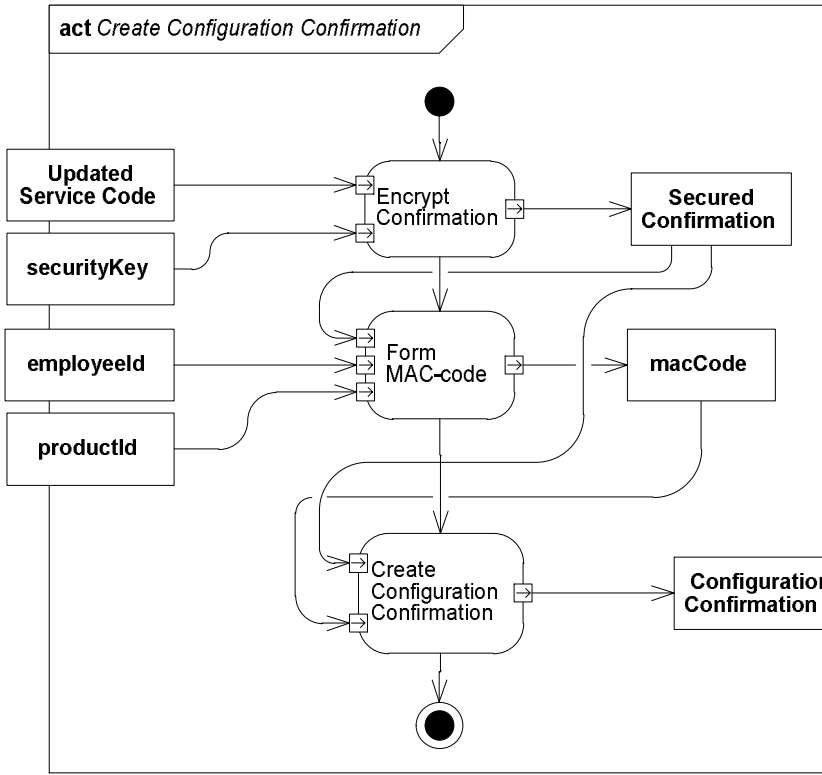 act Create Configuration Confirmation
Updated
Service Code
securityKey
Encrypt
Confirmation
Secured
Confirmation
employeeId
productId
Form
MAC-code
macCode
Create
Configuration
Confirmation
Configuration
Confirmation